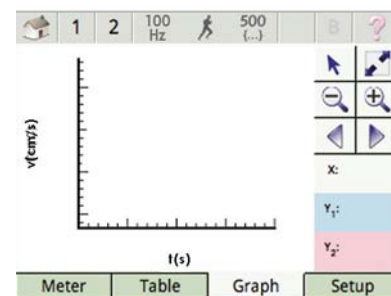 1 2 100 Hz 500 {...} B ?
v(cm/s)
t(s)
X:
Y₁:
Y₂:
Meter Table Graph Setup